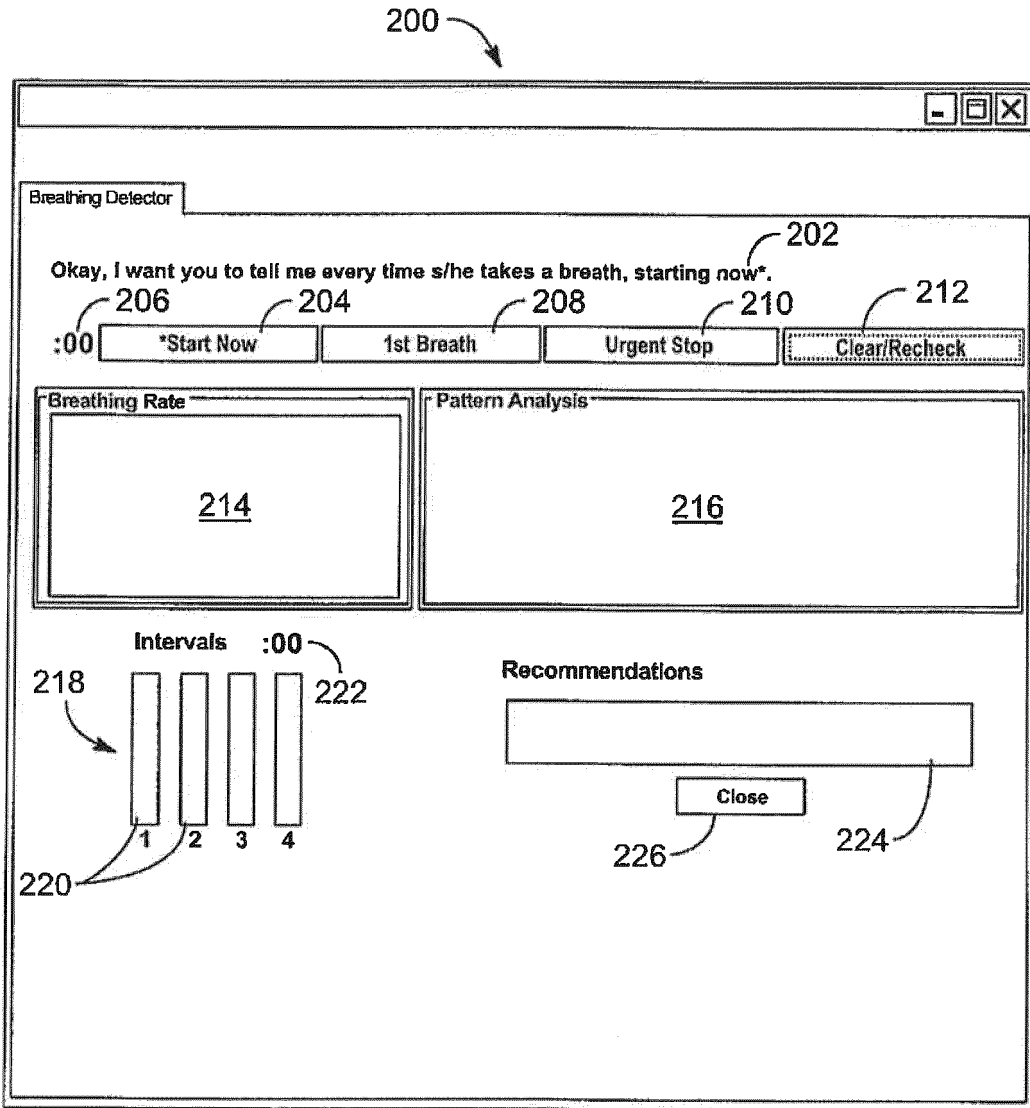 200
Breathing Detector
202
Okay, I want you to tell me every time s/he takes a breath, starting now*.
206 204 208 210 212
:00 *Start Now 1st Breath Urgent Stop Clear/Recheck
Breathing Rate Pattern Analysis
214 216
Intervals :00
218 222 Recommendations
Close
1 2 3 4
220 226 224